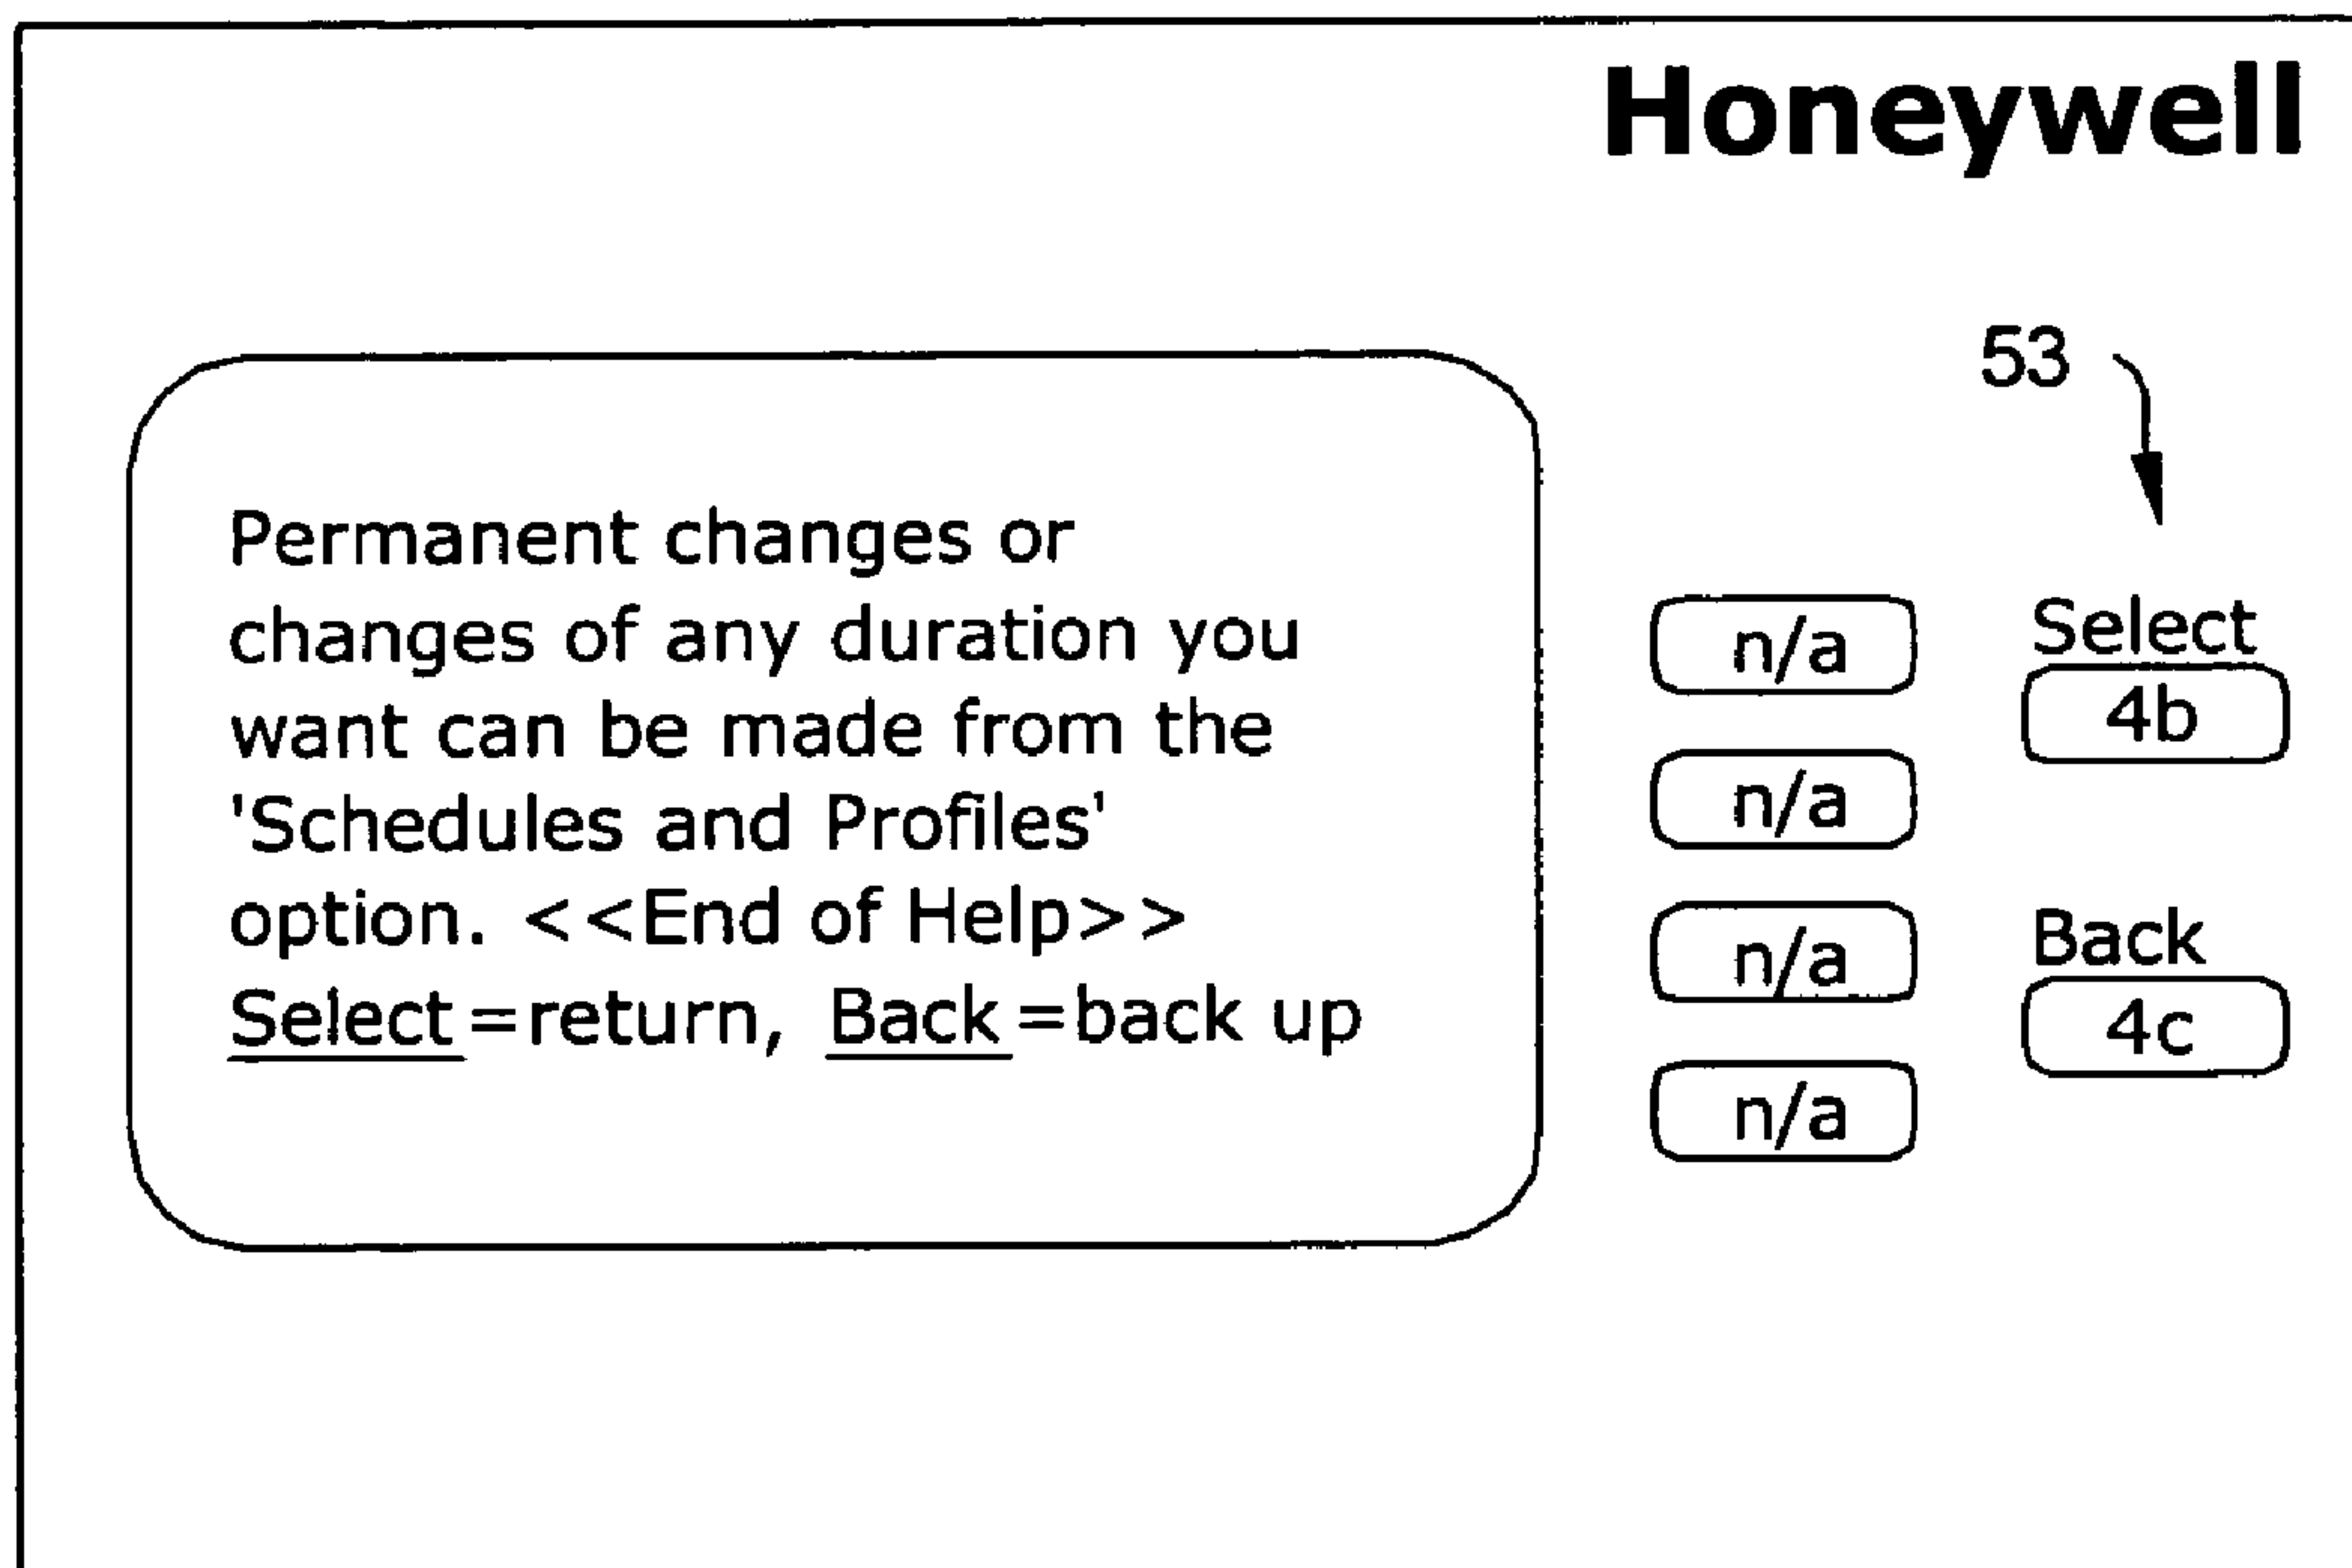 Honeywell
53
Permanent changes or
changes of any duration you
want can be made from the
'Schedules and Profiles'
option. <<End of Help>>
Select=return, Back=back up
n/a
n/a
n/a
n/a
Select
4b
Back
4c